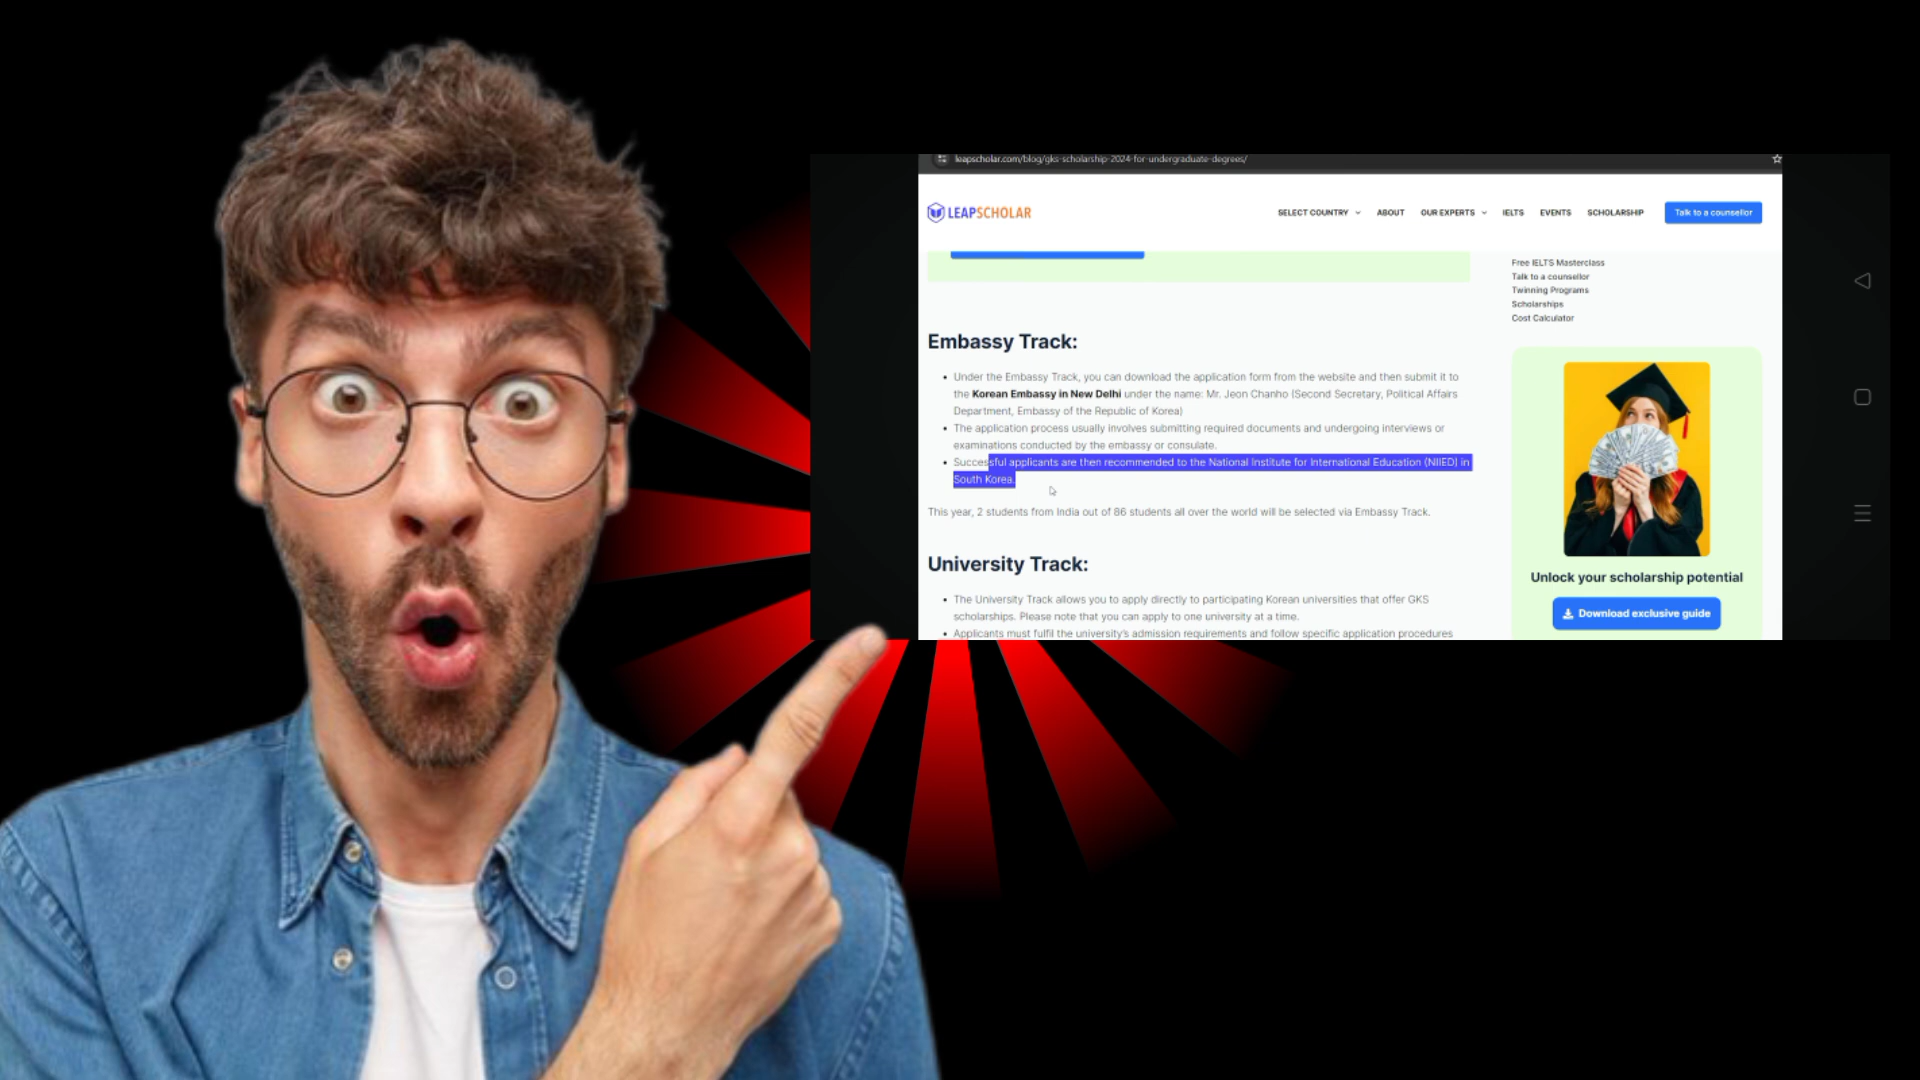 leapscholar.com/blog/gks-scholarship-2024-for-undergraduate-degrees/
LEAPSCHOLAR
SELECT COUNTRY
ABOUT
OUR EXPERTS
IELTS
EVENTS
SCHOLARSHIP
Talk to a counsellor
Embassy Track:
• Under the Embassy Track, you can download the application form from the website and then submit it to
the Korean Embassy in New Delhi under the name: Mr. Jeon Chanho (Second Secretary, Political Affairs
Department, Embassy of the Republic of Korea)
• The application process usually involves submitting required documents and undergoing interviews or
examinations conducted by the embassy or consulate.
• Successful applicants are then recommended to the National Institute for International Education (NIIED) in
South Korea.
This year, 2 students from India out of 86 students all over the world will be selected via Embassy Track.
University Track:
• The University Track allows you to apply directly to participating Korean universities that offer GKS
scholarships. Please note that you can apply to one university at a time.
• Applicants must fulfil the university's admission requirements and follow specific application procedures
Free IELTS Masterclass
Talk to a counsellor
Twinning Programs
Scholarships
Cost Calculator
Unlock your scholarship potential
Download exclusive guide